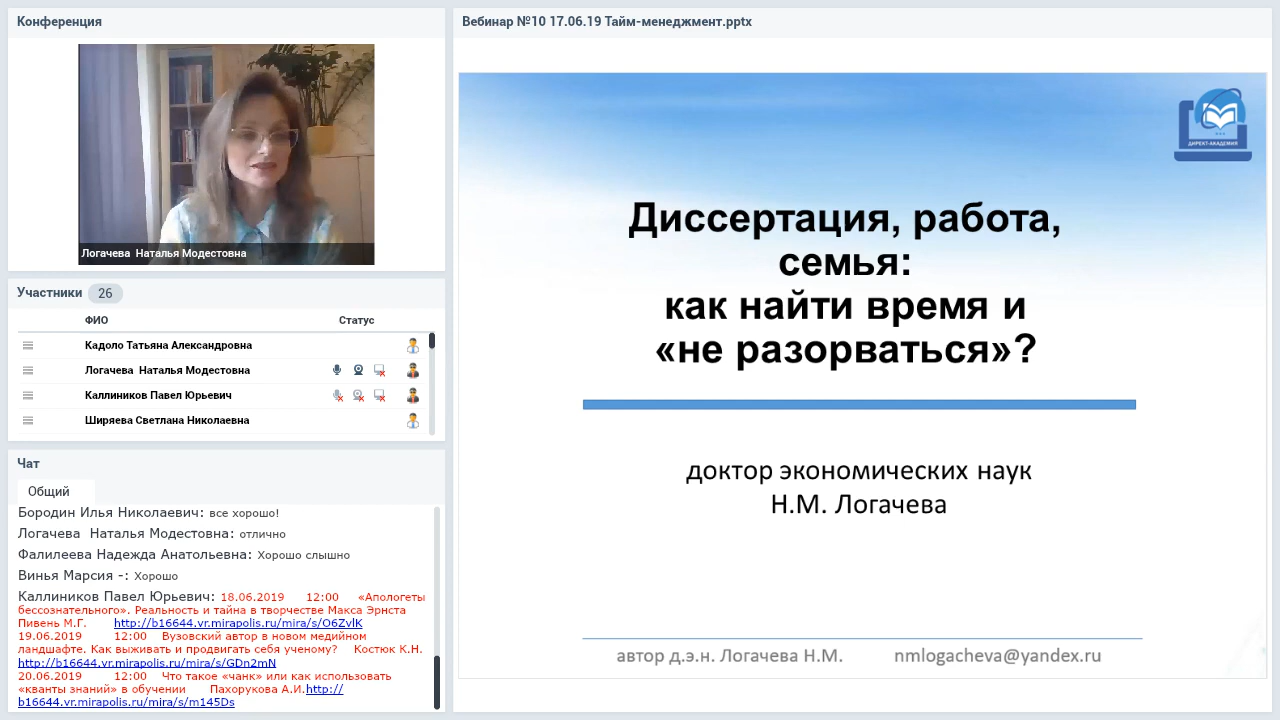 Конференция
Логачева  Наталья Модестовна
Участники 26
ФИО Статус
Кадоло Татьяна Александровна
Логачева  Наталья Модестовна
Каллиников Павел Юрьевич
Ширяева Светлана Николаевна
Чат
Общий
Бородин Илья Николаевич: все хорошо!
Логачева  Наталья Модестовна: отлично
Фалилеева Надежда Анатольевна: Хорошо слышно
Винья Марсия -: Хорошо
Каллиников Павел Юрьевич: 18.06.2019 12:00 «Апологеты
бессознательного». Реальность и тайна в творчестве Макса Эрнста
Пивень М.Г. http://b16644.vr.mirapolis.ru/mira/s/O6ZvlK
19.06.2019 12:00 Вузовский автор в новом медийном
ландшафте. Как выживать и продвигать себя ученому? Костюк К.Н.
http://b16644.vr.mirapolis.ru/mira/s/GDn2mN
20.06.2019 12:00 Что такое «чанк» или как использовать
«кванты знаний» в обучении Пахорукова А.И.http://
b16644.vr.mirapolis.ru/mira/s/m145Ds
Вебинар №10 17.06.19 Тайм-менеджмент.pptx
ДИРЕКТ-АКАДЕМИЯ
Диссертация, работа,
семья:
как найти время и
«не разорваться»?
доктор экономических наук
Н.М. Логачева
автор д.э.н. Логачева Н.М. nmlogacheva@yandex.ru